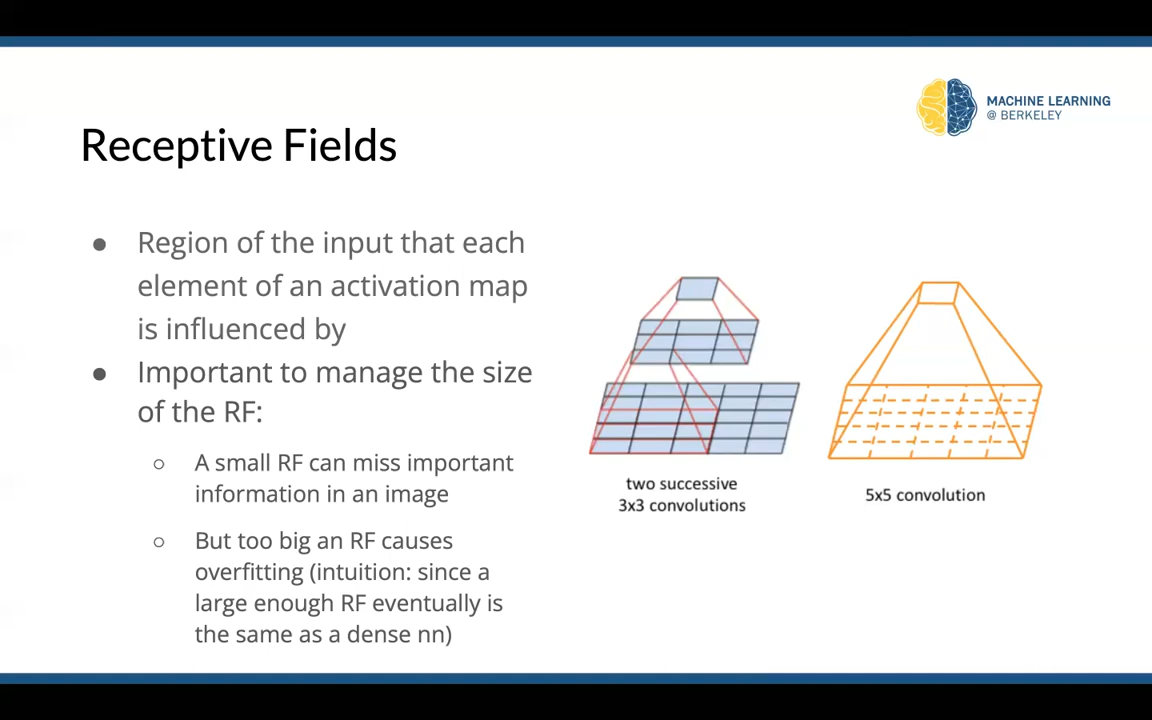 MACHINE LEARNING
@ BERKELEY
Receptive Fields
● Region of the input that each
element of an activation map
is influenced by
● Important to manage the size
of the RF:
○ A small RF can miss important
information in an image
○ But too big an RF causes
overfitting (intuition: since a
large enough RF eventually is
the same as a dense nn)
two successive
3x3 convolutions
5x5 convolution